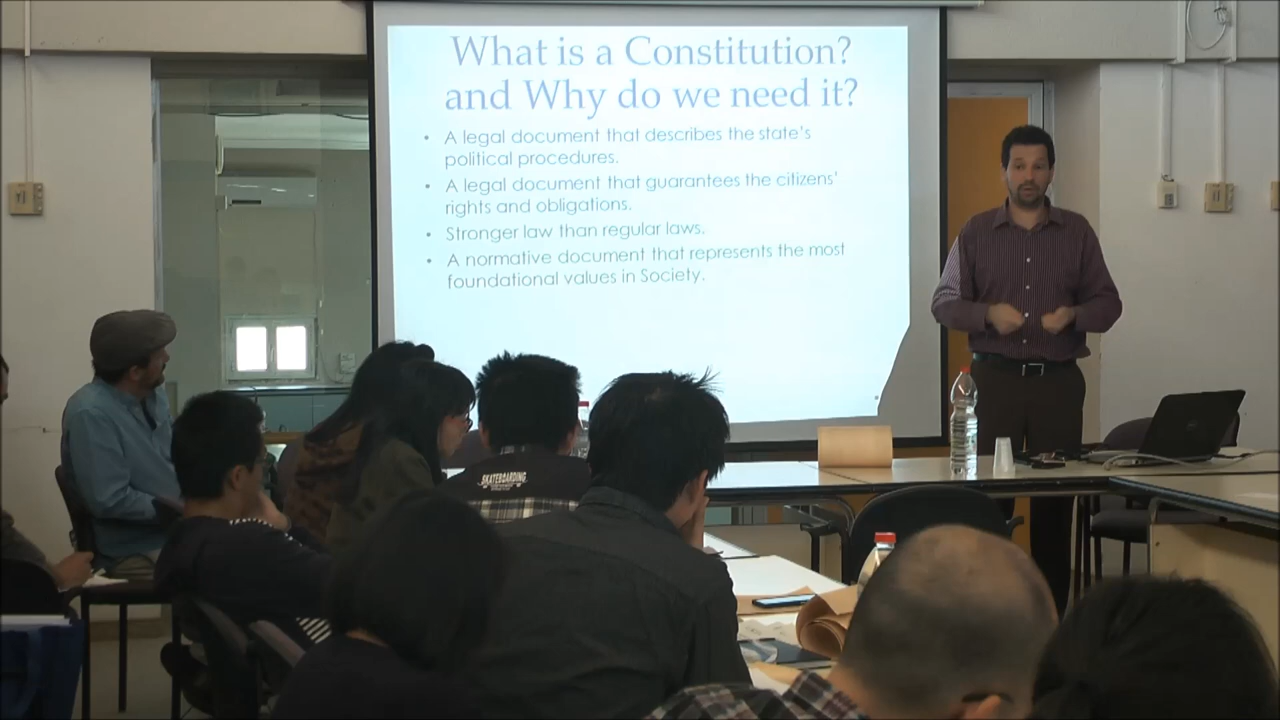 What is a Constitution?
and Why do we need it?
• A legal document that describes the state's
political procedures.
• A legal document that guarantees the citizens'
rights and obligations.
• Stronger law than regular laws.
• A normative document that represents the most
foundational values in Society.
SKATEBOARDING